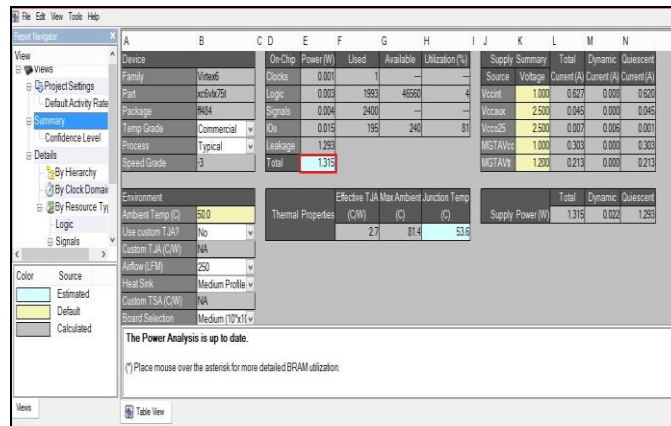 File Edit View Tools Help
Report Navigator X
View
Views
Project Settings
Default Activity Rate
Summary
Confidence Level
Details
By Hierarchy
By Clock Domain
By Resource Typ
Logic
Signals
Color Source
Estimated
Default
Calculated
Views
A B C D E F G H I J K L M N
Device
Family Virtex6
Part xc6vlx75t
Package ff484
Temp Grade Commercial
Process Typical
Speed Grade -3
On-Chip Power (W) Used Available Utilization (%)
Clocks 0.001 1 --- ---
Logic 0.003 1993 46560 4
Signals 0.004 2400 --- ---
IOs 0.015 195 240 81
Leakage 1.293
Total 1.315
Supply Summary Total Dynamic Quiescent
Source Voltage Current (A) Current (A) Current (A)
Vccint 1.000 0.627 0.008 0.620
Vccaux 2.500 0.045 0.000 0.045
Vcco25 2.500 0.007 0.006 0.001
MGTAVcc 1.000 0.303 0.000 0.303
MGTAVtt 1.200 0.213 0.000 0.213
Environment
Ambient Temp (C) 50.0
Use custom TJA? No
Custom TJA (C/W) NA
Airflow (LFM) 250
Heat Sink Medium Profile
Custom TSA (C/W) NA
Board Selection Medium (10"x1(
Effective TJA Max Ambient Junction Temp
Thermal Properties (C/W) (C) (C)
2.7 81.4 53.6
Total Dynamic Quiescent
Supply Power (W) 1.315 0.022 1.293
The Power Analysis is up to date.
(*) Place mouse over the asterisk for more detailed BRAM utilization.
Table View